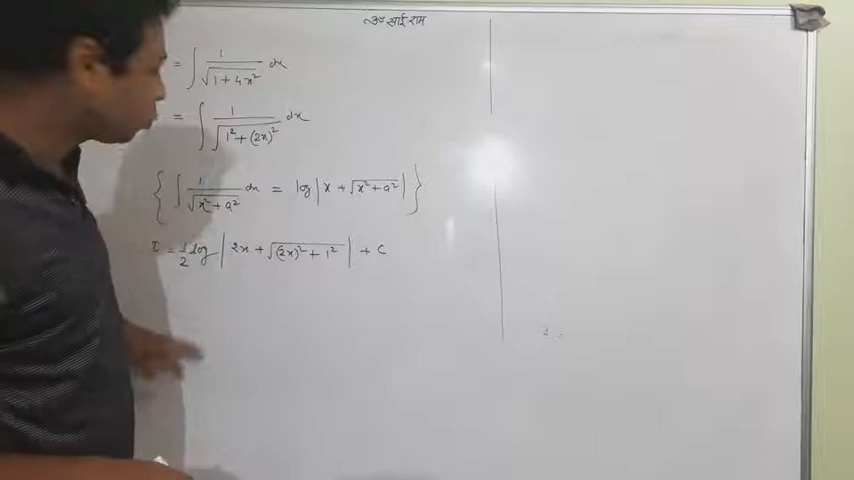 ॐ साईं राम
= ∫ 1/√(1+4x²) dx
= ∫ 1/√(1²+(2x)²) dx
{ ∫ 1/√(x²+a²) dx = log|x+√(x²+a²)| }
I = 1/2 log|2x+√((2x)²+1²)| + c